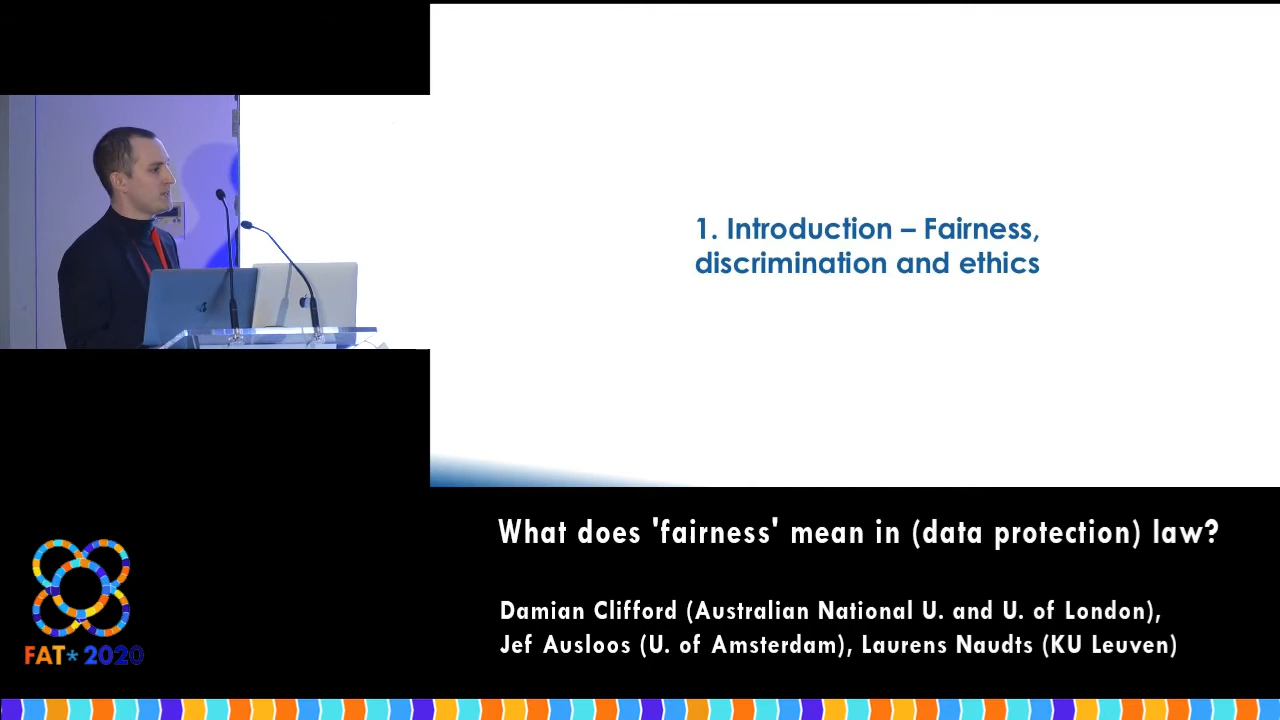 1. Introduction – Fairness,
discrimination and ethics
What does 'fairness' mean in (data protection) law?
Damian Clifford (Australian National U. and U. of London),
Jef Ausloos (U. of Amsterdam), Laurens Naudts (KU Leuven)
FAT* 2020